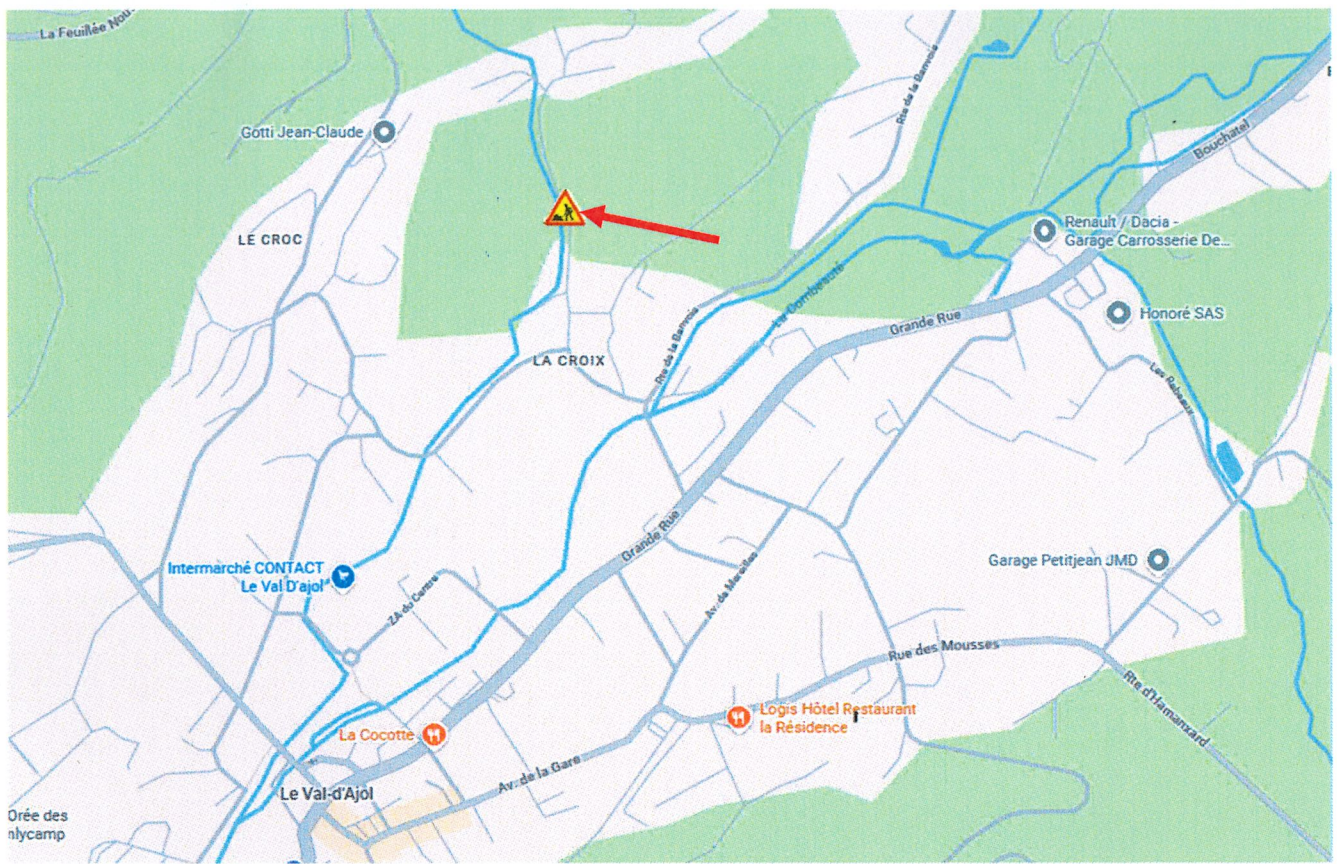 La Feuillée Nou
Rte de la Banvoie
Gotti Jean-Claude
Bouchatel
Renault / Dacia -
Garage Carrosserie De...
LE CROC
La Combeauté
Honoré SAS
Grande Rue
Rte de la Banvoie
LA CROIX
Les Rabeaux
Grande Rue
Garage Petitjean JMD
Intermarché CONTACT
Le Val D'ajol
ZA du Centre
Av. de Méreilles
Rue des Mousses
Rte d'Hamanxard
Logis Hôtel Restaurant
la Résidence
La Cocotte
Av. de la Gare
Le Val-d'Ajol
Orée des
nlycamp